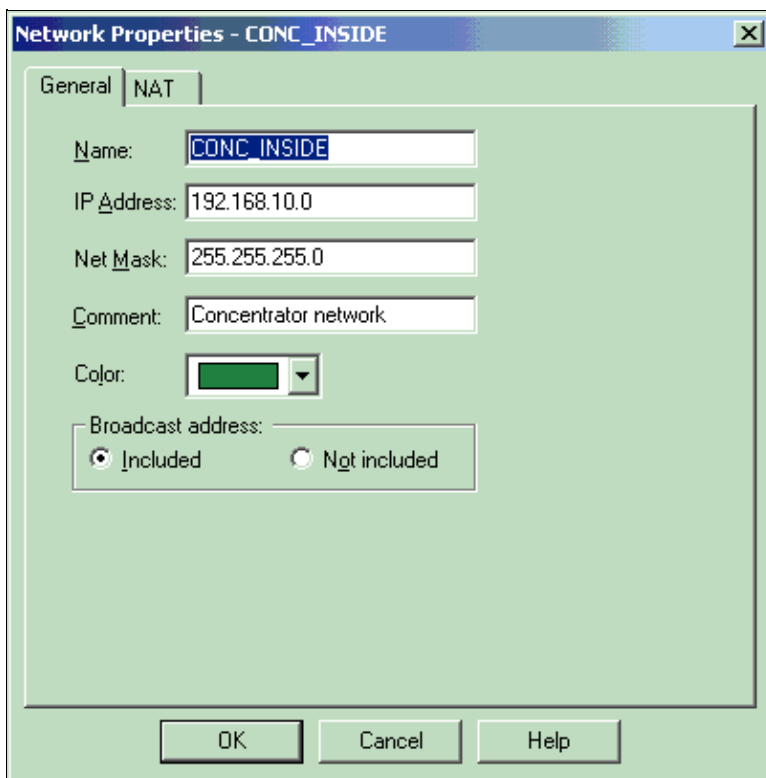 Network Properties - CONC_INSIDE
General NAT
Name: CONC_INSIDE
IP Address: 192.168.10.0
Net Mask: 255.255.255.0
Comment: Concentrator network
Color:
Broadcast address:
Included Not included
OK Cancel Help